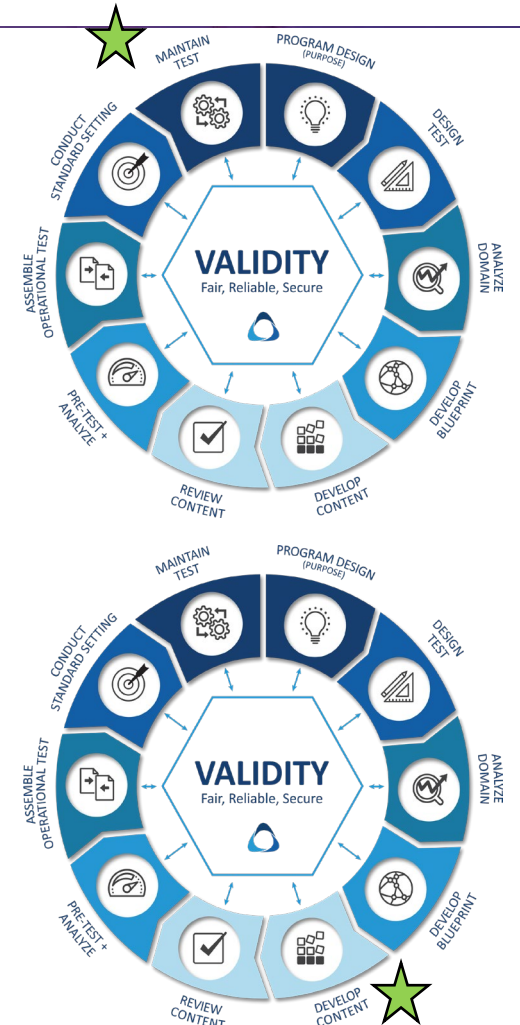 MAINTAIN
TEST
PROGRAM DESIGN
(PURPOSE)
DESIGN
TEST
ANALYZE
DOMAIN
DEVELOP
BLUEPRINT
DEVELOP
CONTENT
REVIEW
CONTENT
PRE-TEST +
ANALYZE
ASSEMBLE
OPERATIONAL TEST
CONDUCT
STANDARD SETTING
VALIDITY
Fair, Reliable, Secure
MAINTAIN
TEST
PROGRAM DESIGN
(PURPOSE)
DESIGN
TEST
ANALYZE
DOMAIN
DEVELOP
BLUEPRINT
DEVELOP
CONTENT
REVIEW
CONTENT
PRE-TEST +
ANALYZE
ASSEMBLE
OPERATIONAL TEST
CONDUCT
STANDARD SETTING
VALIDITY
Fair, Reliable, Secure